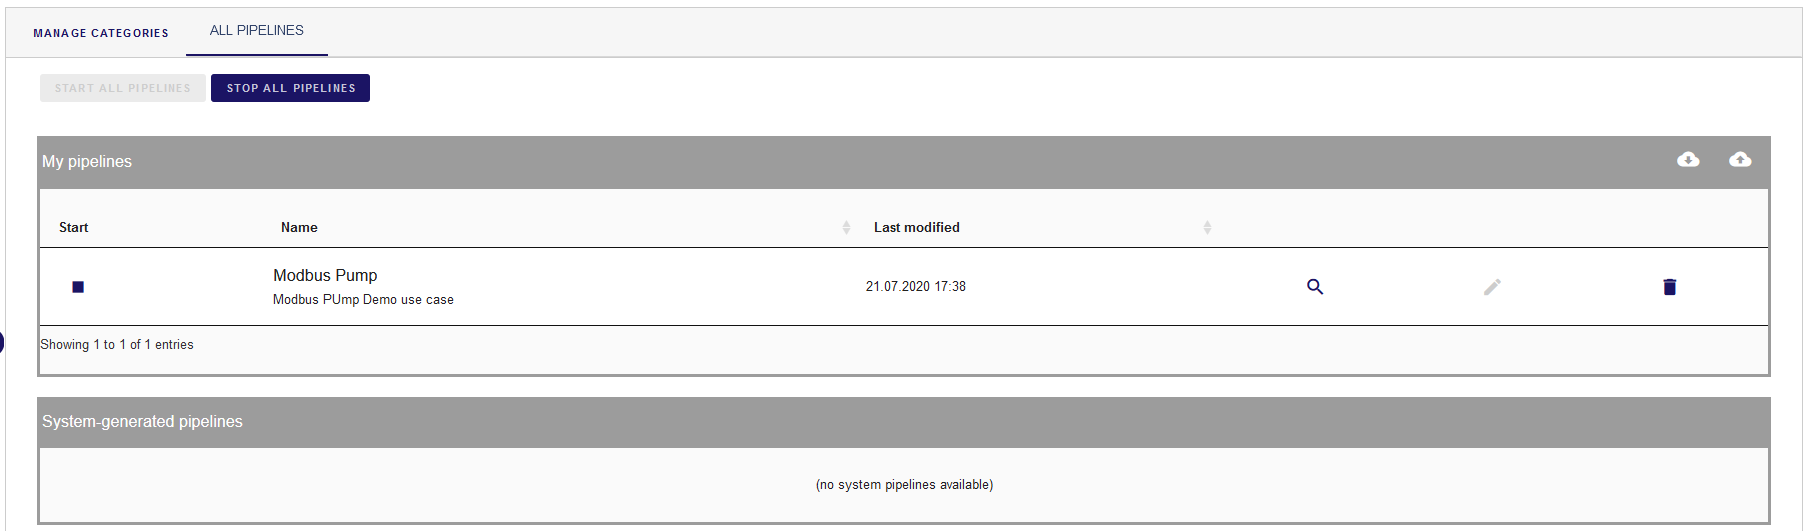 MANAGE CATEGORIES ALL PIPELINES
START ALL PIPELINES STOP ALL PIPELINES
My pipelines
Start Name Last modified
Modbus Pump
Modbus PUmp Demo use case
21.07.2020 17:38
Showing 1 to 1 of 1 entries
System-generated pipelines
(no system pipelines available)